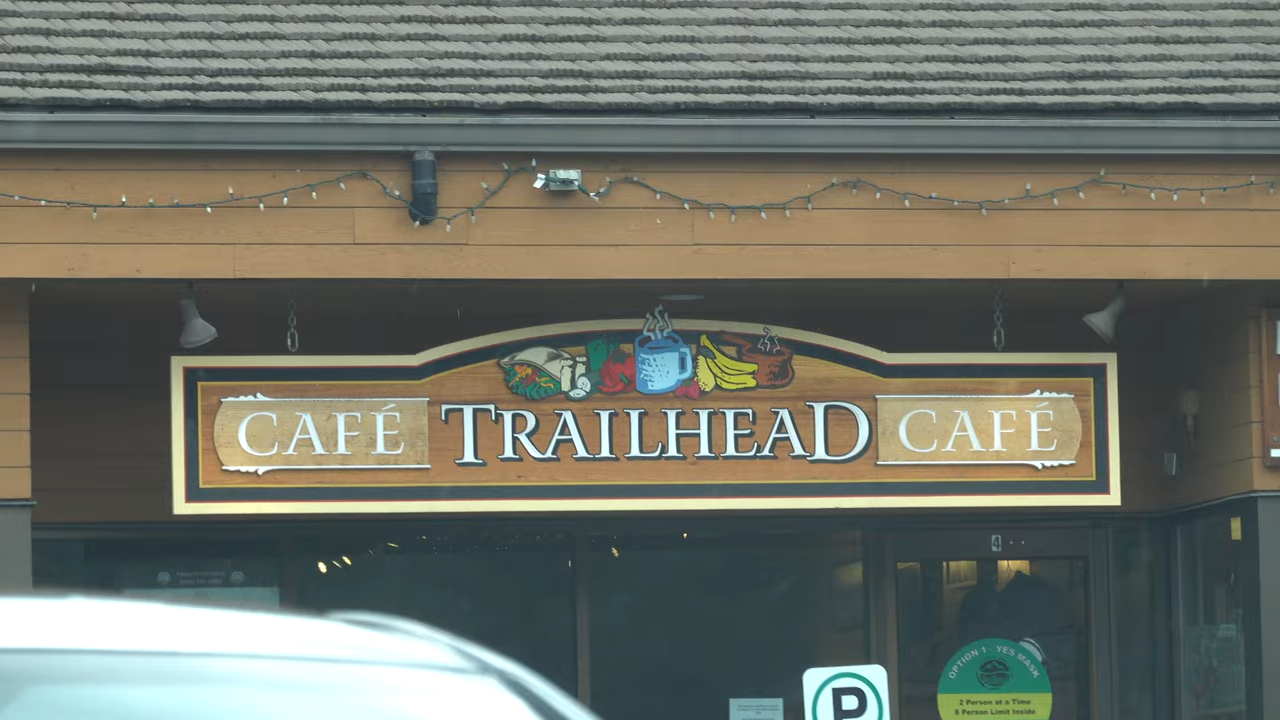 CAFÉ TRAILHEAD CAFÉ
4
OPTION 1 - YES MASK
2 Person at a Time
6 Person Limit Inside
P